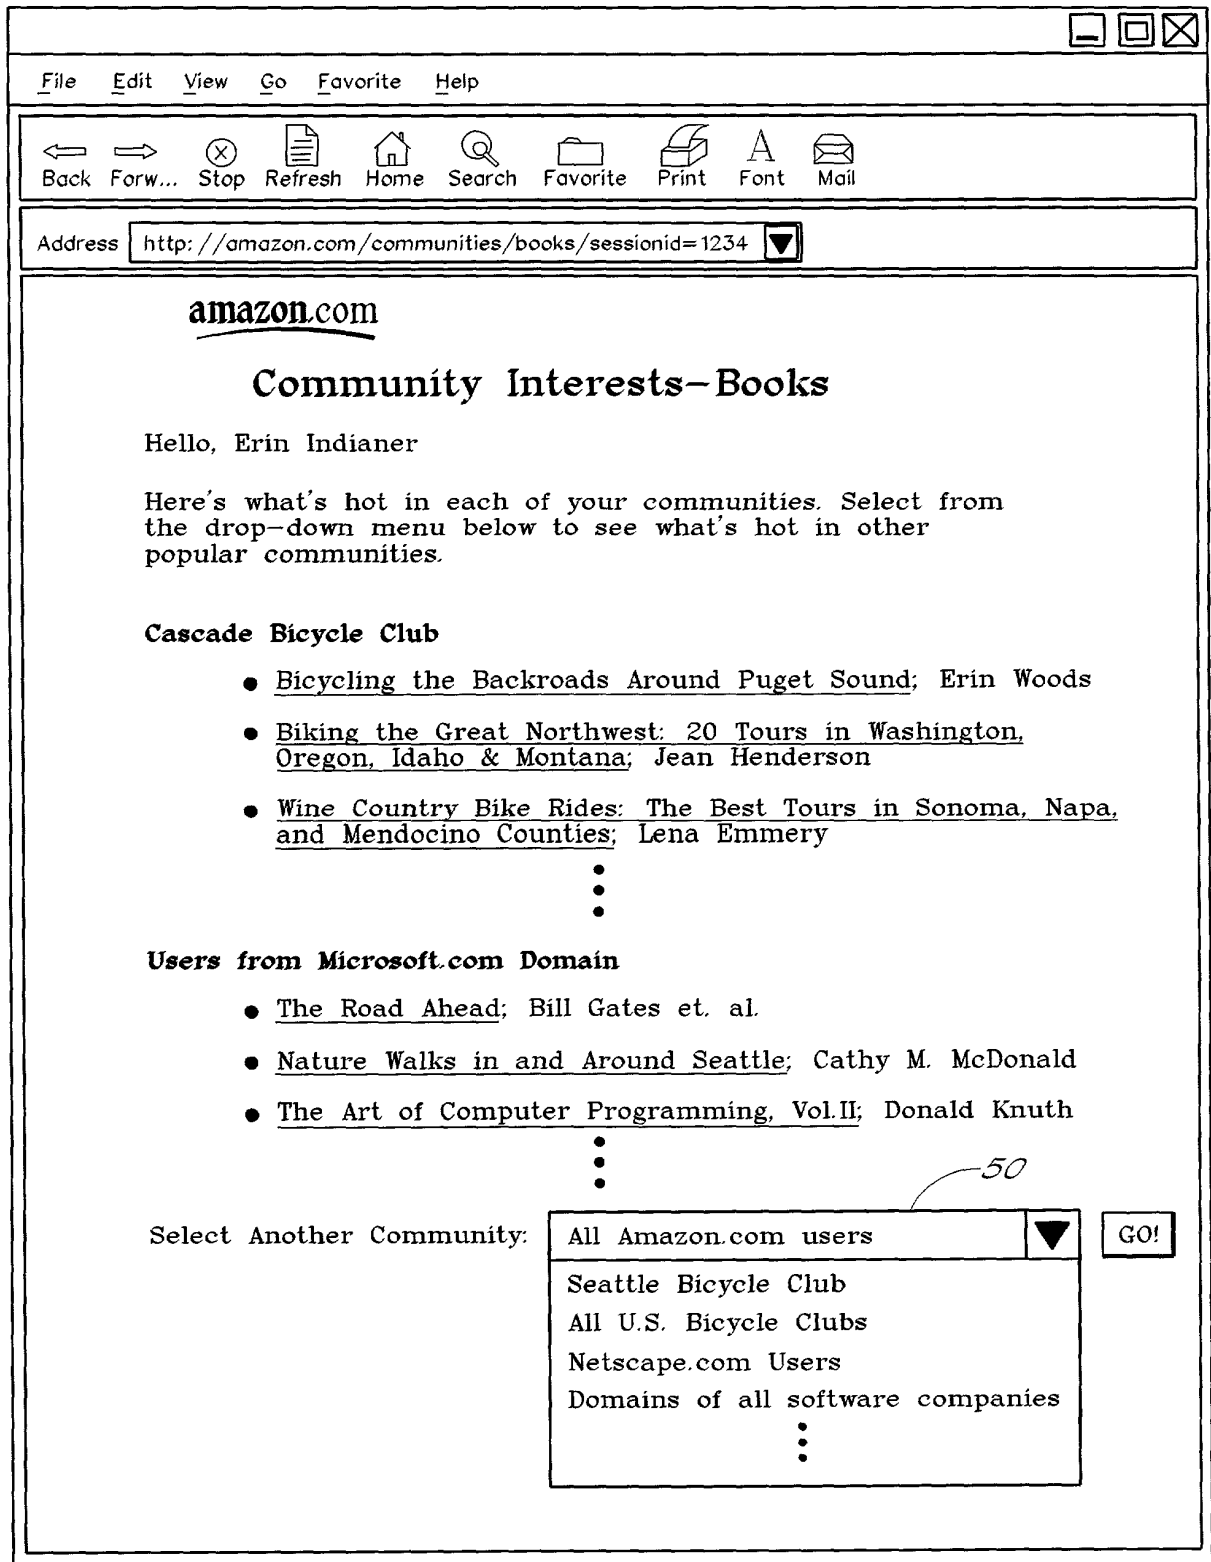 File Edit View Go Favorite Help
Back Forw... Stop Refresh Home Search Favorite Print Font Mail
Address http://amazon.com/communities/books/sessionid=1234
amazon.com
Community Interests-Books
Hello, Erin Indianer
Here's what's hot in each of your communities. Select from
the drop-down menu below to see what's hot in other
popular communities.
Cascade Bicycle Club
• Bicycling the Backroads Around Puget Sound; Erin Woods
• Biking the Great Northwest: 20 Tours in Washington,
Oregon, Idaho & Montana; Jean Henderson
• Wine Country Bike Rides: The Best Tours in Sonoma, Napa,
and Mendocino Counties; Lena Emmery
Users from Microsoft.com Domain
• The Road Ahead; Bill Gates et. al.
• Nature Walks in and Around Seattle; Cathy M. McDonald
• The Art of Computer Programming, Vol.II; Donald Knuth
50
Select Another Community: All Amazon.com users GO!
Seattle Bicycle Club
All U.S. Bicycle Clubs
Netscape.com Users
Domains of all software companies